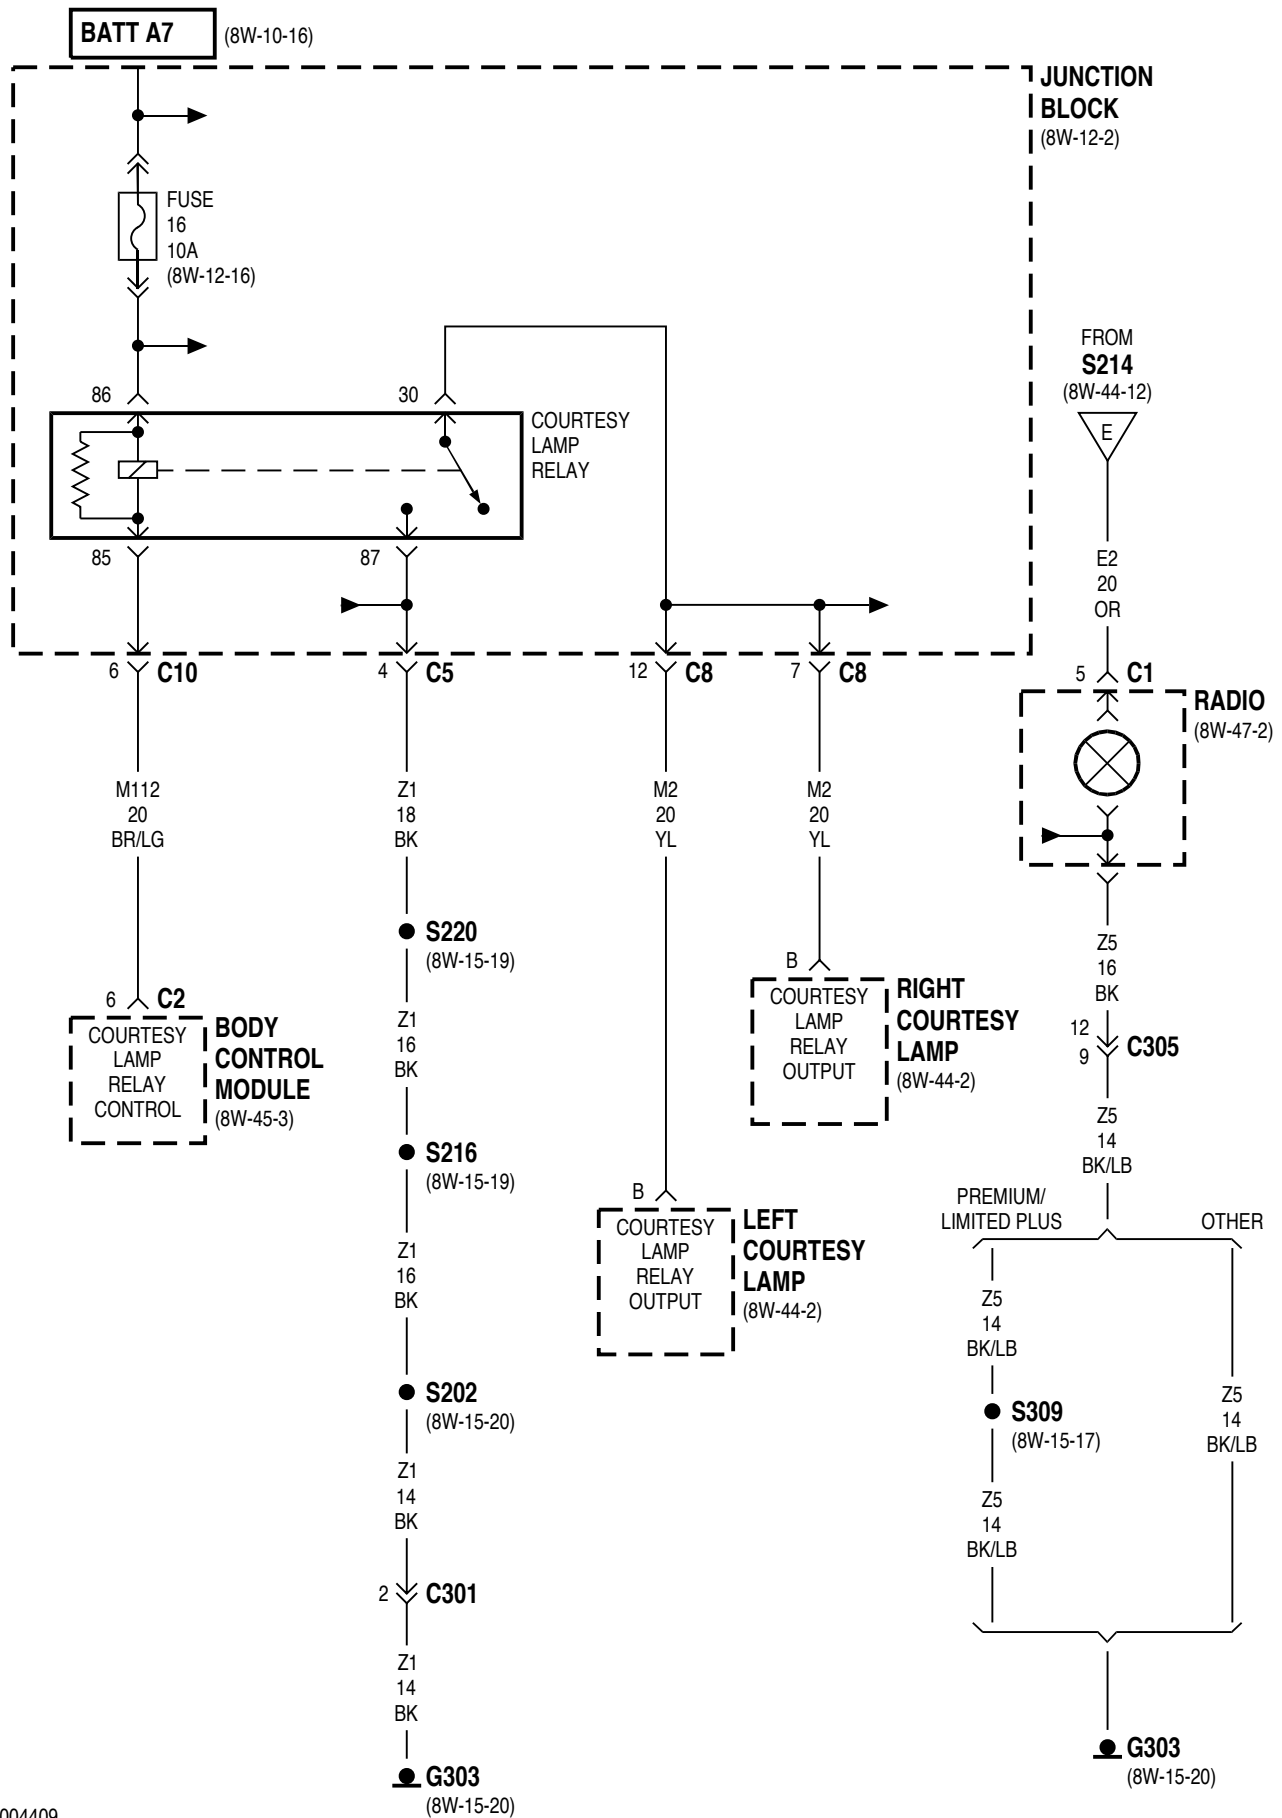 BATT A7 (8W-10-16)
JUNCTION
BLOCK
(8W-12-2)
FUSE
16
10A
(8W-12-16)
86
30
COURTESY
LAMP
RELAY
85
87
FROM
S214
(8W-44-12)
E
E2
20
OR
6 C10
4 C5
12 C8
7 C8
5 C1
RADIO
(8W-47-2)
M112
20
BR/LG
Z1
18
BK
M2
20
YL
M2
20
YL
S220
(8W-15-19)
Z5
16
BK
6 C2
COURTESY
LAMP
RELAY
CONTROL
BODY
CONTROL
MODULE
(8W-45-3)
Z1
16
BK
B
COURTESY
LAMP
RELAY
OUTPUT
RIGHT
COURTESY
LAMP
(8W-44-2)
12
9
C305
Z5
14
BK/LB
S216
(8W-15-19)
B
COURTESY
LAMP
RELAY
OUTPUT
LEFT
COURTESY
LAMP
(8W-44-2)
PREMIUM/
LIMITED PLUS
OTHER
Z1
16
BK
Z5
14
BK/LB
S202
(8W-15-20)
S309
(8W-15-17)
Z5
14
BK/LB
Z1
14
BK
Z5
14
BK/LB
2 C301
Z1
14
BK
G303
(8W-15-20)
G303
(8W-15-20)